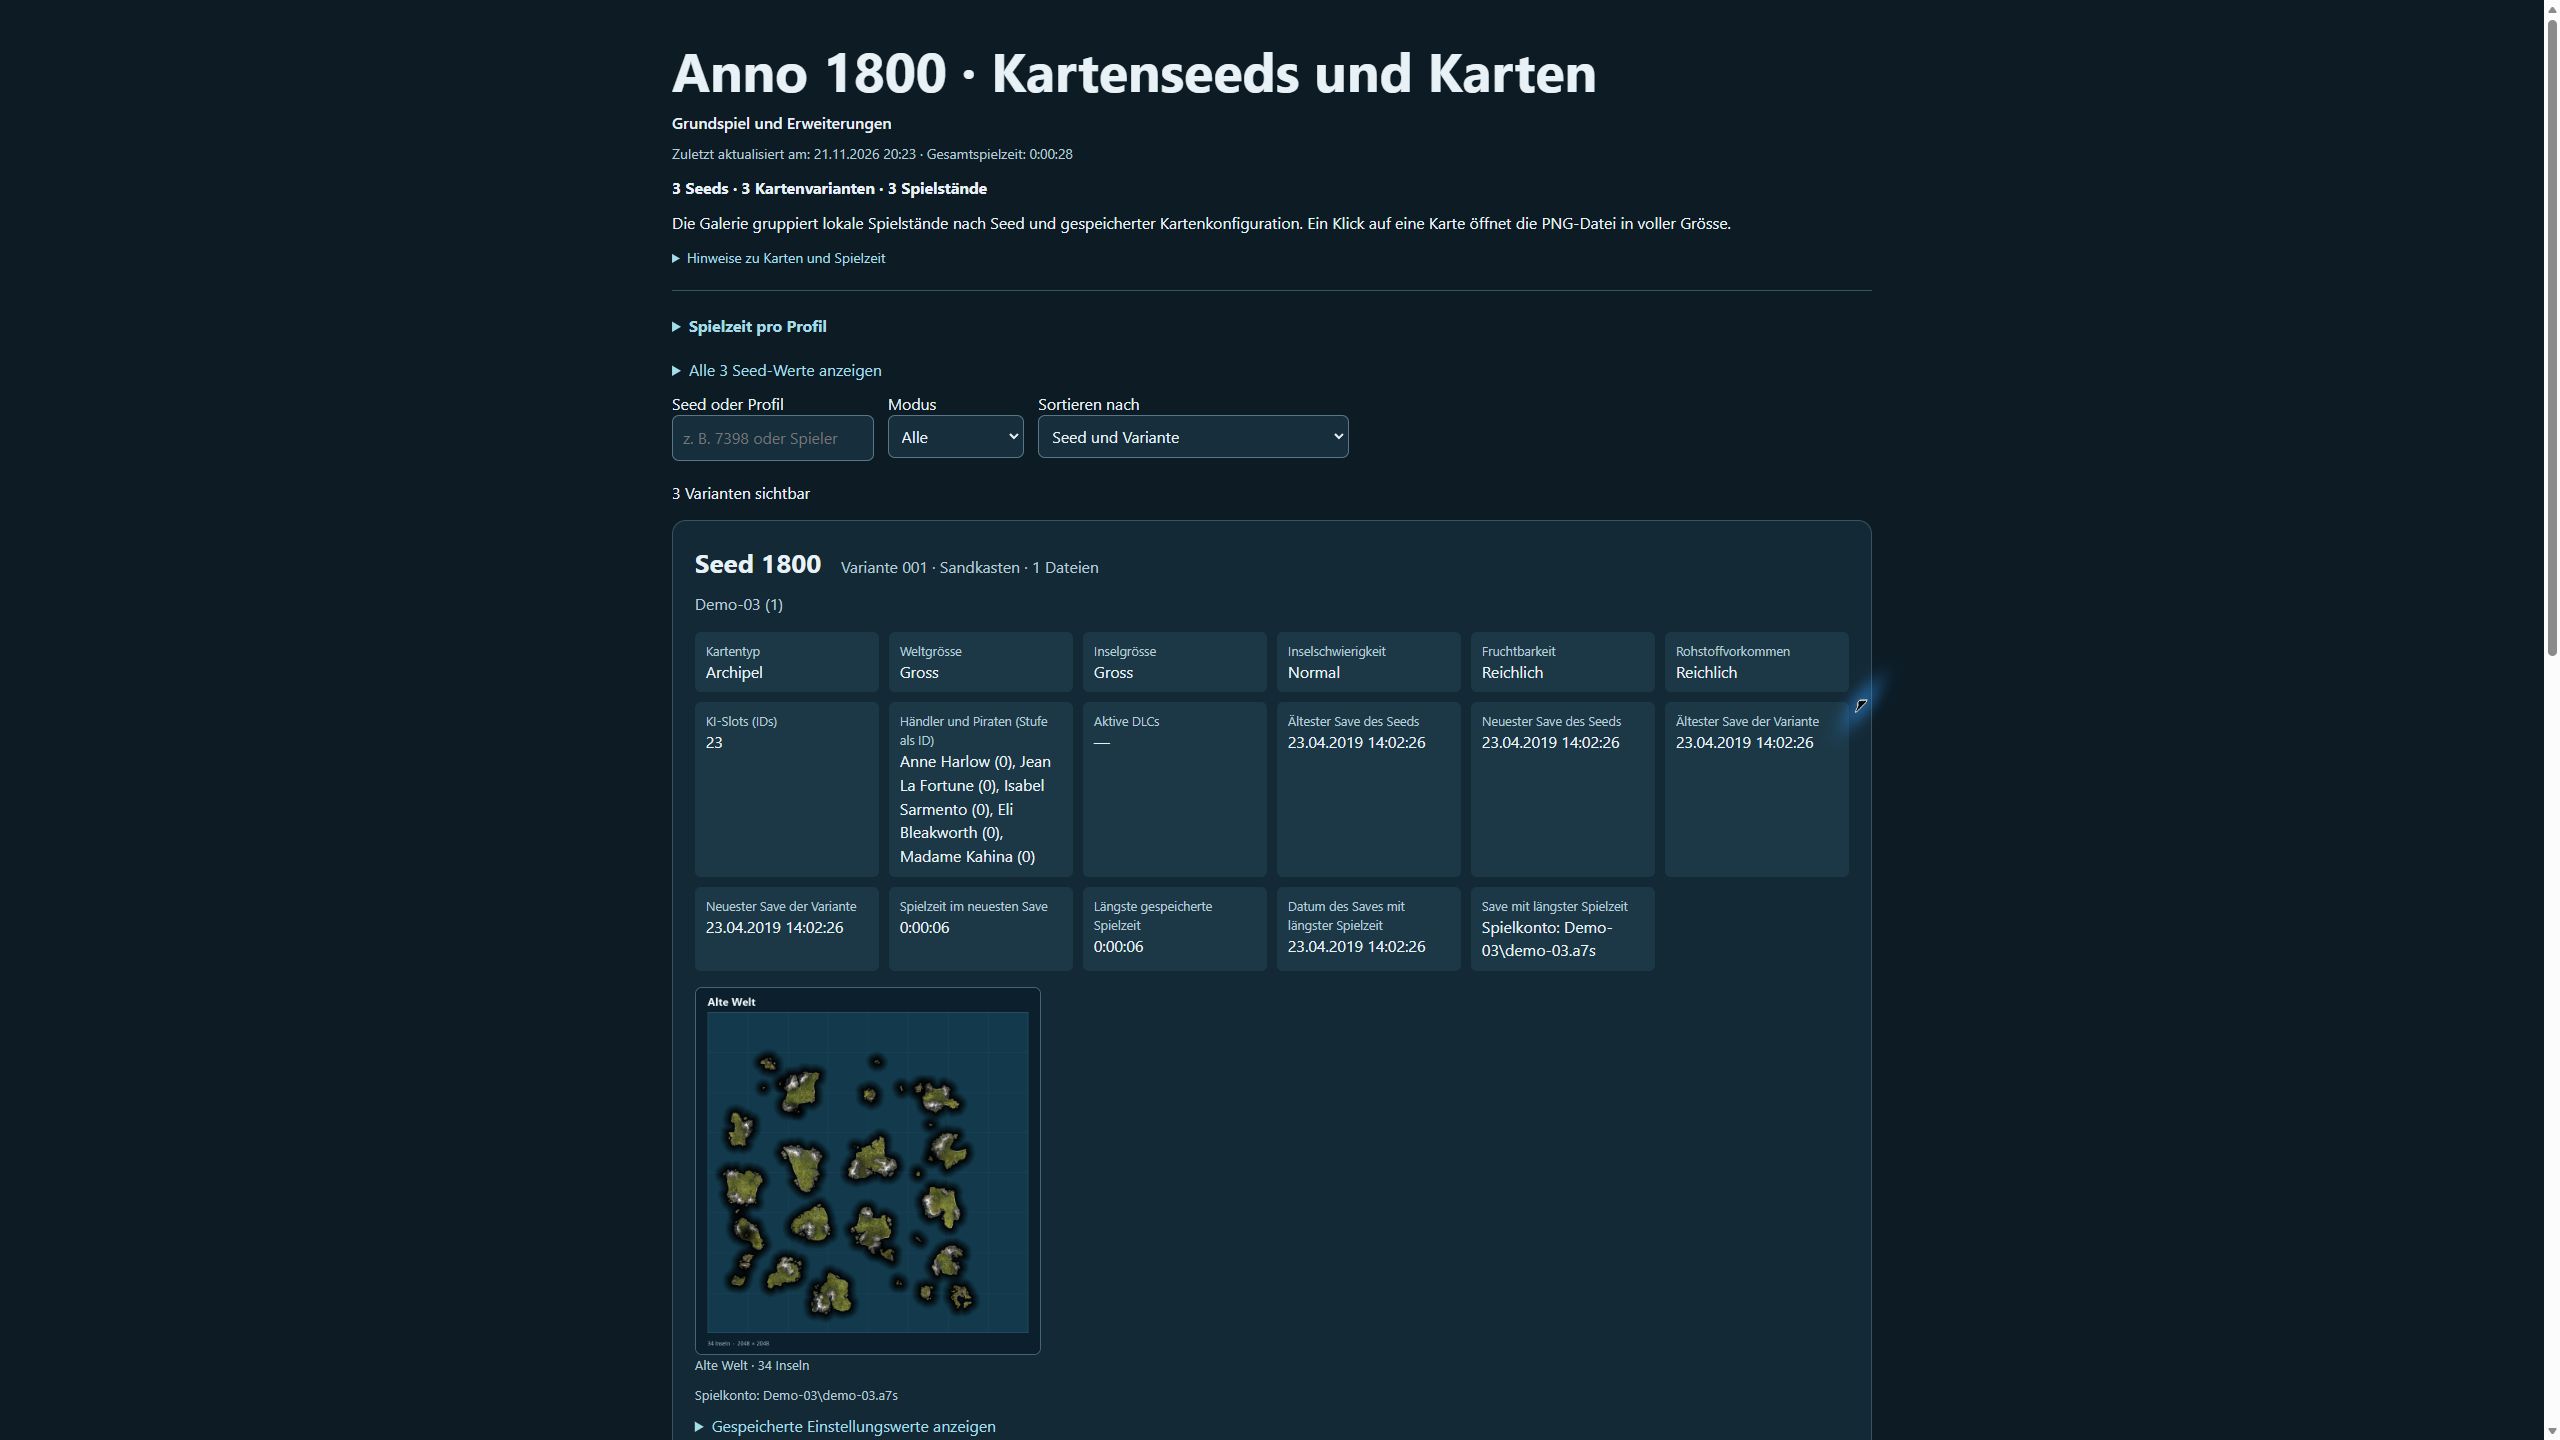 Anno 1800 · Kartenseeds und Karten
Grundspiel und Erweiterungen
Zuletzt aktualisiert am: 21.11.2026 20:23 · Gesamtspielzeit: 0:00:28
3 Seeds · 3 Kartenvarianten · 3 Spielstände
Die Galerie gruppiert lokale Spielstände nach Seed und gespeicherter Kartenkonfiguration. Ein Klick auf eine Karte öffnet die PNG-Datei in voller Grösse.
Hinweise zu Karten und Spielzeit
Spielzeit pro Profil
Alle 3 Seed-Werte anzeigen
Seed oder Profil
z. B. 7398 oder Spieler
Modus
Alle
Sortieren nach
Seed und Variante
3 Varianten sichtbar
Seed 1800 Variante 001 · Sandkasten · 1 Dateien
Demo-03 (1)
Kartentyp
Archipel
Weltgrösse
Gross
Inselgrösse
Gross
Inselschwierigkeit
Normal
Fruchtbarkeit
Reichlich
Rohstoffvorkommen
Reichlich
KI-Slots (IDs)
23
Händler und Piraten (Stufe
als ID)
Anne Harlow (0), Jean
La Fortune (0), Isabel
Sarmento (0), Eli
Bleakworth (0),
Madame Kahina (0)
Aktive DLCs
—
Ältester Save des Seeds
23.04.2019 14:02:26
Neuester Save des Seeds
23.04.2019 14:02:26
Ältester Save der Variante
23.04.2019 14:02:26
Neuester Save der Variante
23.04.2019 14:02:26
Spielzeit im neuesten Save
0:00:06
Längste gespeicherte
Spielzeit
0:00:06
Datum des Saves mit
längster Spielzeit
23.04.2019 14:02:26
Save mit längster Spielzeit
Spielkonto: Demo-
03\demo-03.a7s
Alte Welt
34 Inseln · 2048 × 2048
Alte Welt · 34 Inseln
Spielkonto: Demo-03\demo-03.a7s
Gespeicherte Einstellungswerte anzeigen